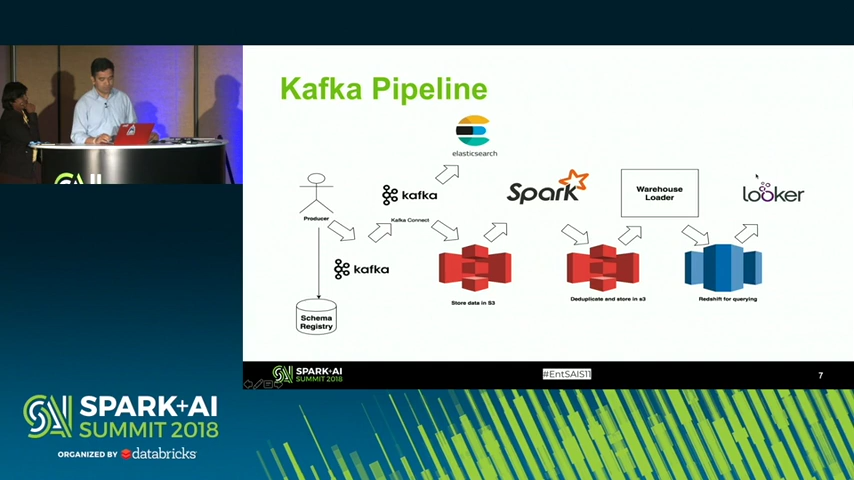 Kafka Pipeline
elasticsearch
Producer
kafka
Kafka Connect
Spark
Warehouse
Loader
looker
kafka
Schema
Registry
Store data in S3
Deduplicate and store in s3
Redshift for querying
SPARK+AI
SUMMIT 2018
#EntSAIS11
7
SPARK+AI
SUMMIT 2018
ORGANIZED BY databricks